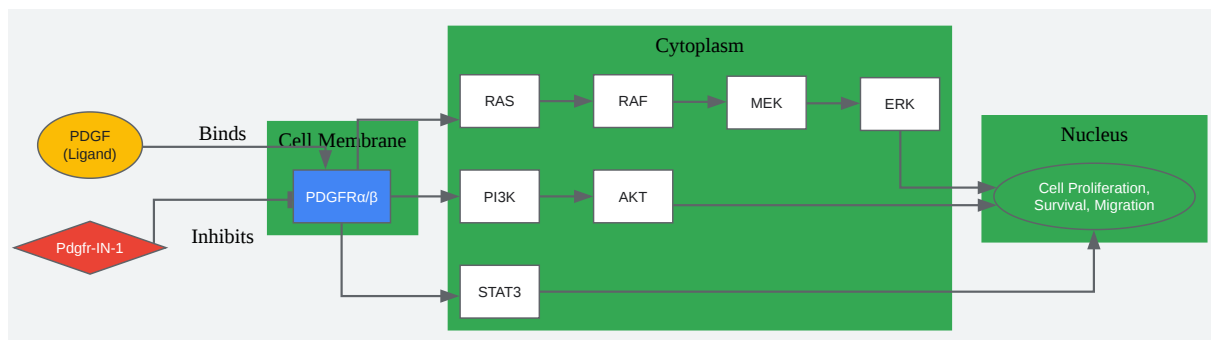 Cytoplasm
RAS
RAF
MEK
ERK
PDGF
(Ligand)
Binds
Cell Membrane
Nucleus
PDGFRα/β
PI3K
AKT
Cell Proliferation,
Survival, Migration
Pdgfr-IN-1
Inhibits
STAT3